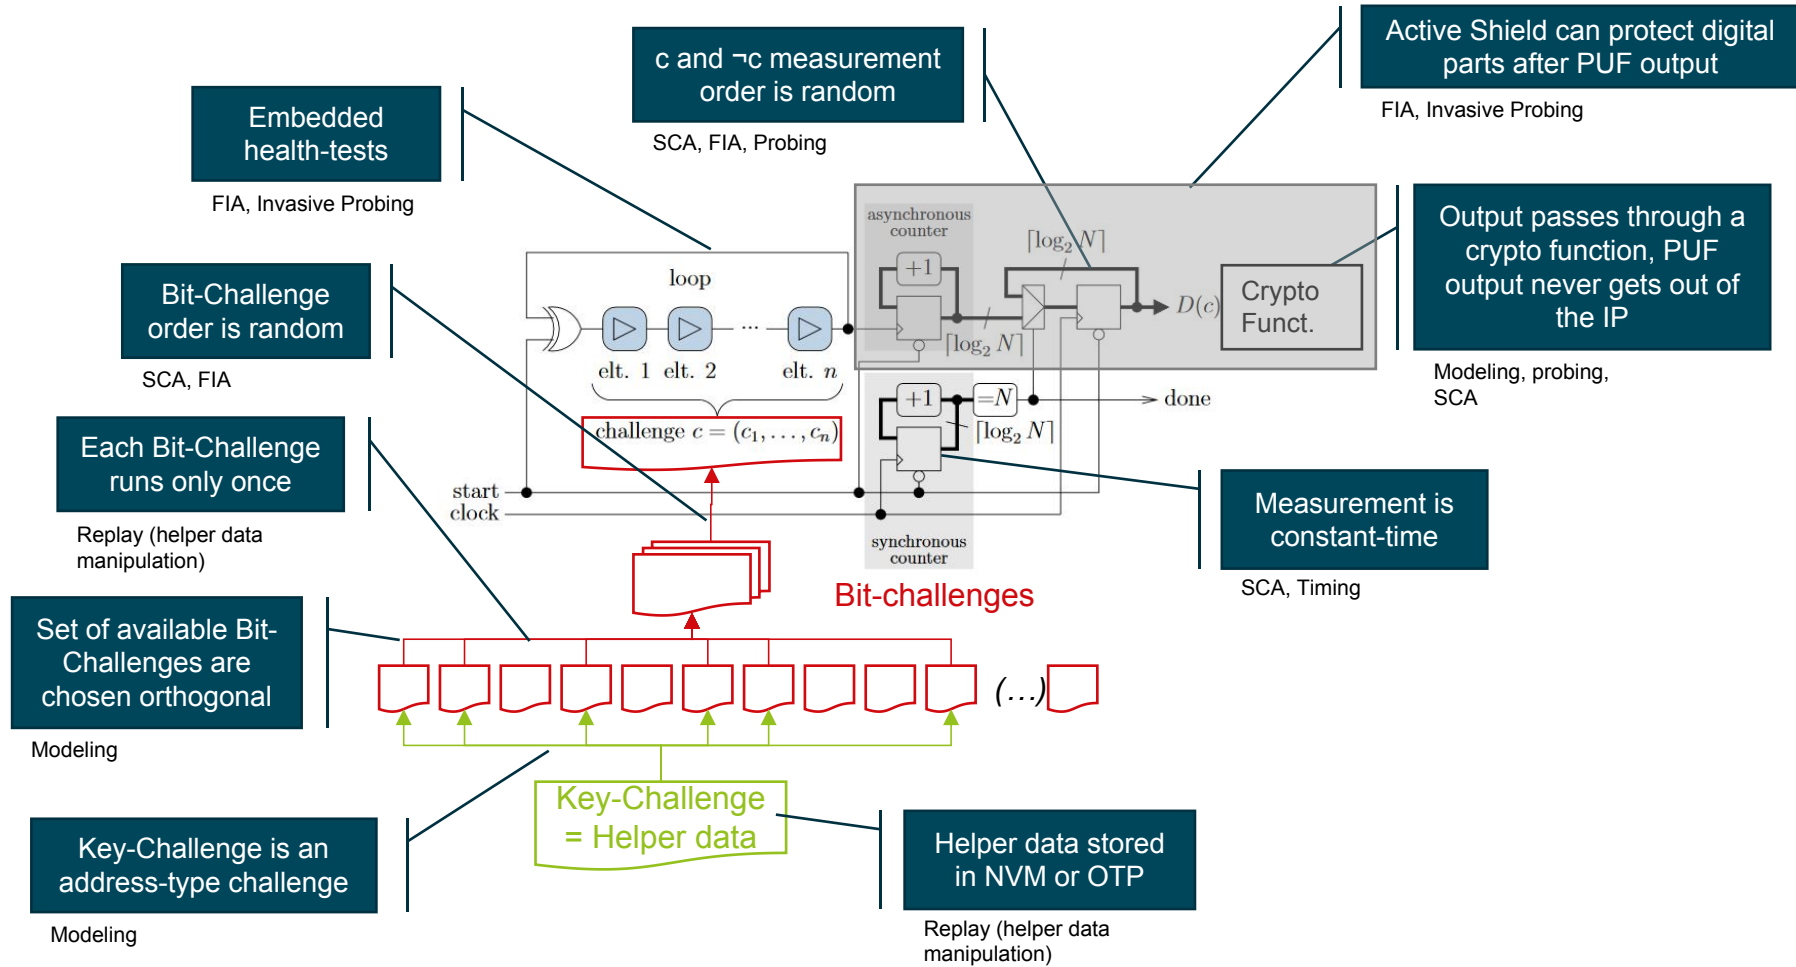 c and ¬c measurement
order is random
SCA, FIA, Probing
Active Shield can protect digital
parts after PUF output
FIA, Invasive Probing
Embedded
health-tests
FIA, Invasive Probing
Output passes through a
crypto function, PUF
output never gets out of
the IP
Modeling, probing,
SCA
Bit-Challenge
order is random
SCA, FIA
asynchronous
counter
+1
⌈log₂ N⌉
⌈log₂ N⌉
D(c)
Crypto
Funct.
loop
...
elt. 1 elt. 2 elt. n
challenge c = (c₁, . . . , cₙ)
+1
=N
done
⌈log₂ N⌉
start
clock
synchronous
counter
Each Bit-Challenge
runs only once
Replay (helper data
manipulation)
Measurement is
constant-time
SCA, Timing
Bit-challenges
Set of available Bit-
Challenges are
chosen orthogonal
Modeling
(...)
Key-Challenge
= Helper data
Key-Challenge is an
address-type challenge
Modeling
Helper data stored
in NVM or OTP
Replay (helper data
manipulation)